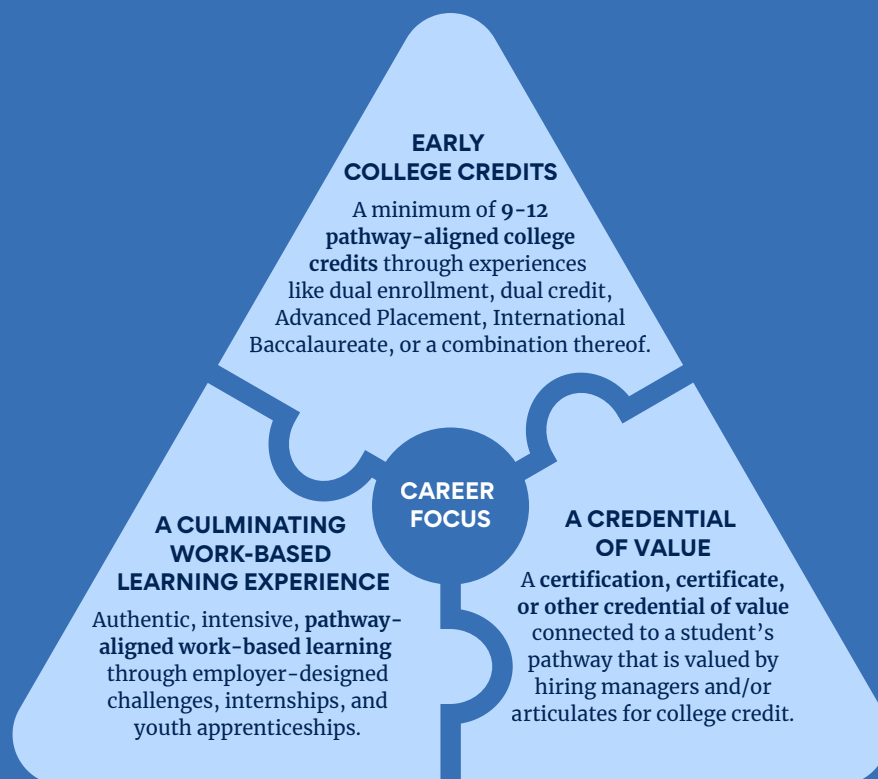 EARLY
COLLEGE CREDITS
A minimum of 9-12
pathway-aligned college
credits through experiences
like dual enrollment, dual credit,
Advanced Placement, International
Baccalaureate, or a combination thereof.
CAREER
FOCUS
A CULMINATING
WORK-BASED
LEARNING EXPERIENCE
Authentic, intensive, pathway-
aligned work-based learning
through employer-designed
challenges, internships, and
youth apprenticeships.
A CREDENTIAL
OF VALUE
A certification, certificate,
or other credential of value
connected to a student’s
pathway that is valued by
hiring managers and/or
articulates for college credit.